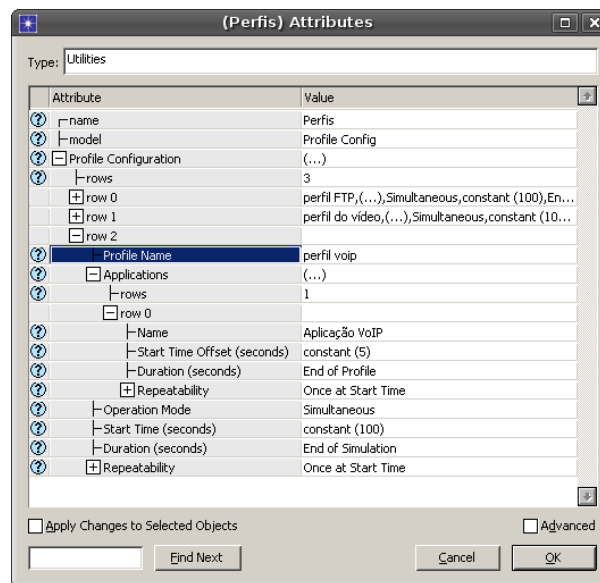 (Perfis) Attributes
Type: Utilities
Attribute Value
name Perfis
model Profile Config
Profile Configuration (...)
rows 3
row 0 perfil FTP,(...),Simultaneous,constant (100),En...
row 1 perfil do vídeo,(...),Simultaneous,constant (10...
row 2
Profile Name perfil voip
Applications (...)
rows 1
row 0
Name Aplicação VoIP
Start Time Offset (seconds) constant (5)
Duration (seconds) End of Profile
Repeatability Once at Start Time
Operation Mode Simultaneous
Start Time (seconds) constant (100)
Duration (seconds) End of Simulation
Repeatability Once at Start Time
Apply Changes to Selected Objects Advanced
Find Next Cancel OK